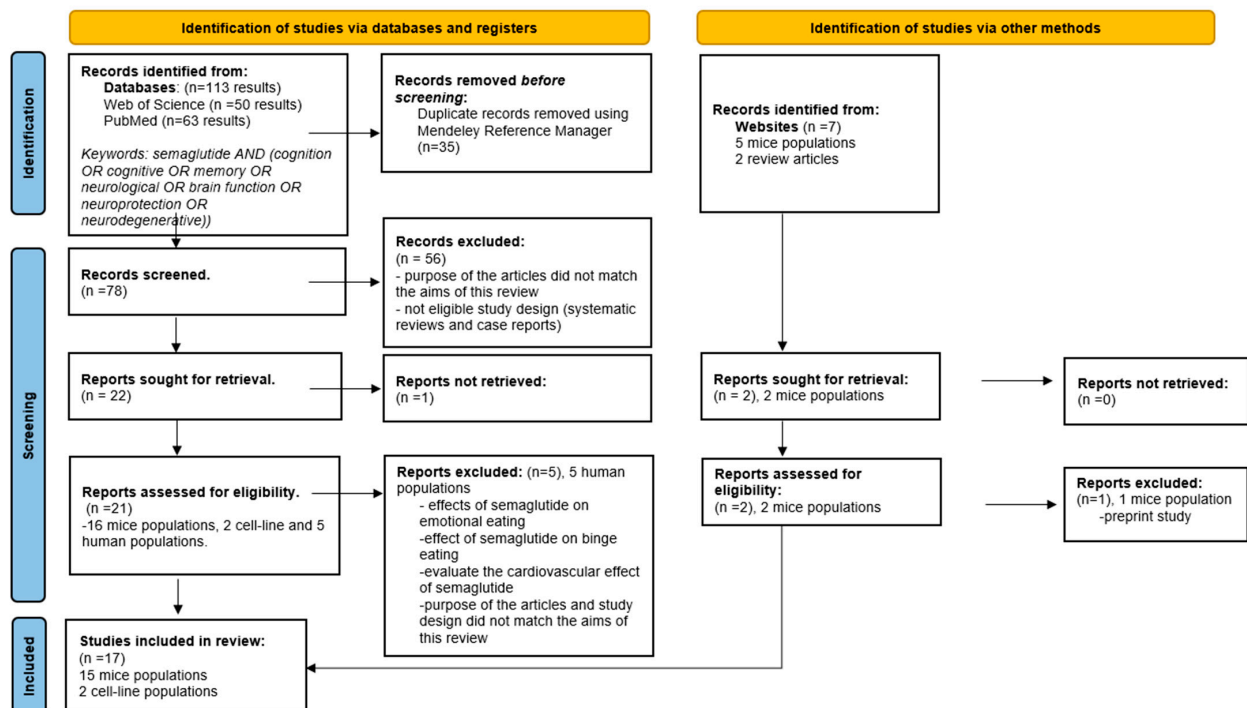 Identification of studies via databases and registers
Identification of studies via other methods
Identification
Records identified from:
Databases: (n=113 results)
Web of Science (n =50 results)
PubMed (n=63 results)
Keywords: semaglutide AND (cognition
OR cognitive OR memory OR
neurological OR brain function OR
neuroprotection OR
neurodegenerative))
Records removed before
screening:
Duplicate records removed using
Mendeley Reference Manager
(n=35)
Records identified from:
Websites (n =7)
5 mice populations
2 review articles
Screening
Records screened.
(n =78)
Records excluded:
(n = 56)
- purpose of the articles did not match
the aims of this review
- not eligible study design (systematic
reviews and case reports)
Reports sought for retrieval.
(n = 22)
Reports not retrieved:
(n =1)
Reports sought for retrieval:
(n = 2), 2 mice populations
Reports not retrieved:
(n =0)
Reports assessed for eligibility.
(n =21)
-16 mice populations, 2 cell-line and 5
human populations.
Reports excluded: (n=5), 5 human
populations
- effects of semaglutide on
emotional eating
-effect of semaglutide on binge
eating
-evaluate the cardiovascular effect
of semaglutide
-purpose of the articles and study
design did not match the aims of
this review
Reports assessed for
eligibility:
(n =2), 2 mice populations
Reports excluded:
(n=1), 1 mice population
-preprint study
Included
Studies included in review:
(n =17)
15 mice populations
2 cell-line populations